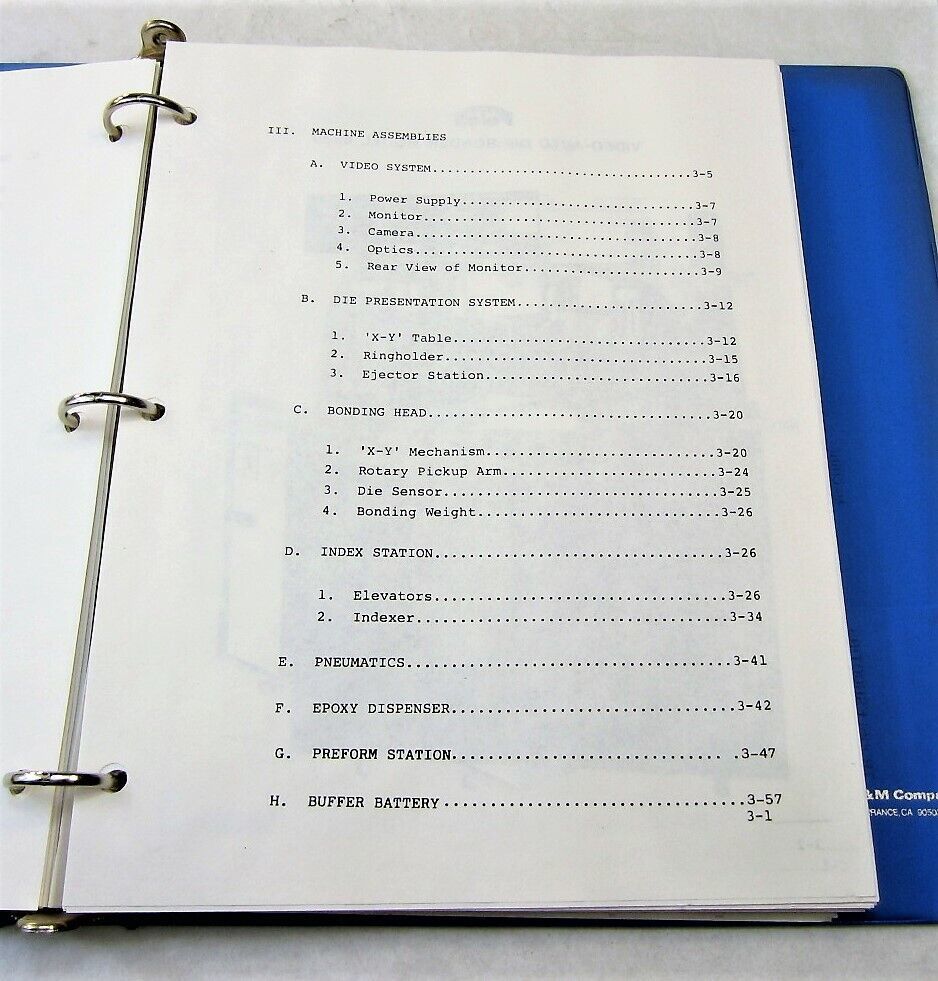 III. MACHINE ASSEMBLIES
A. VIDEO SYSTEM...................................3-5
1. Power Supply...............................3-7
2. Monitor....................................3-7
3. Camera.....................................3-8
4. Optics.....................................3-8
5. Rear View of Monitor.......................3-9
B. DIE PRESENTATION SYSTEM........................3-12
1. 'X-Y' Table.................................3-12
2. Ringholder..................................3-15
3. Ejector Station.............................3-16
C. BONDING HEAD...................................3-20
1. 'X-Y' Mechanism.............................3-20
2. Rotary Pickup Arm...........................3-24
3. Die Sensor..................................3-25
4. Bonding Weight..............................3-26
D. INDEX STATION..................................3-26
1. Elevators...................................3-26
2. Indexer.....................................3-34
E. PNEUMATICS.....................................3-41
F. EPOXY DISPENSER................................3-42
G. PREFORM STATION.............................. .3-47
H. BUFFER BATTERY.................................3-57
3-1
&M Compa
RANCE, CA 9050